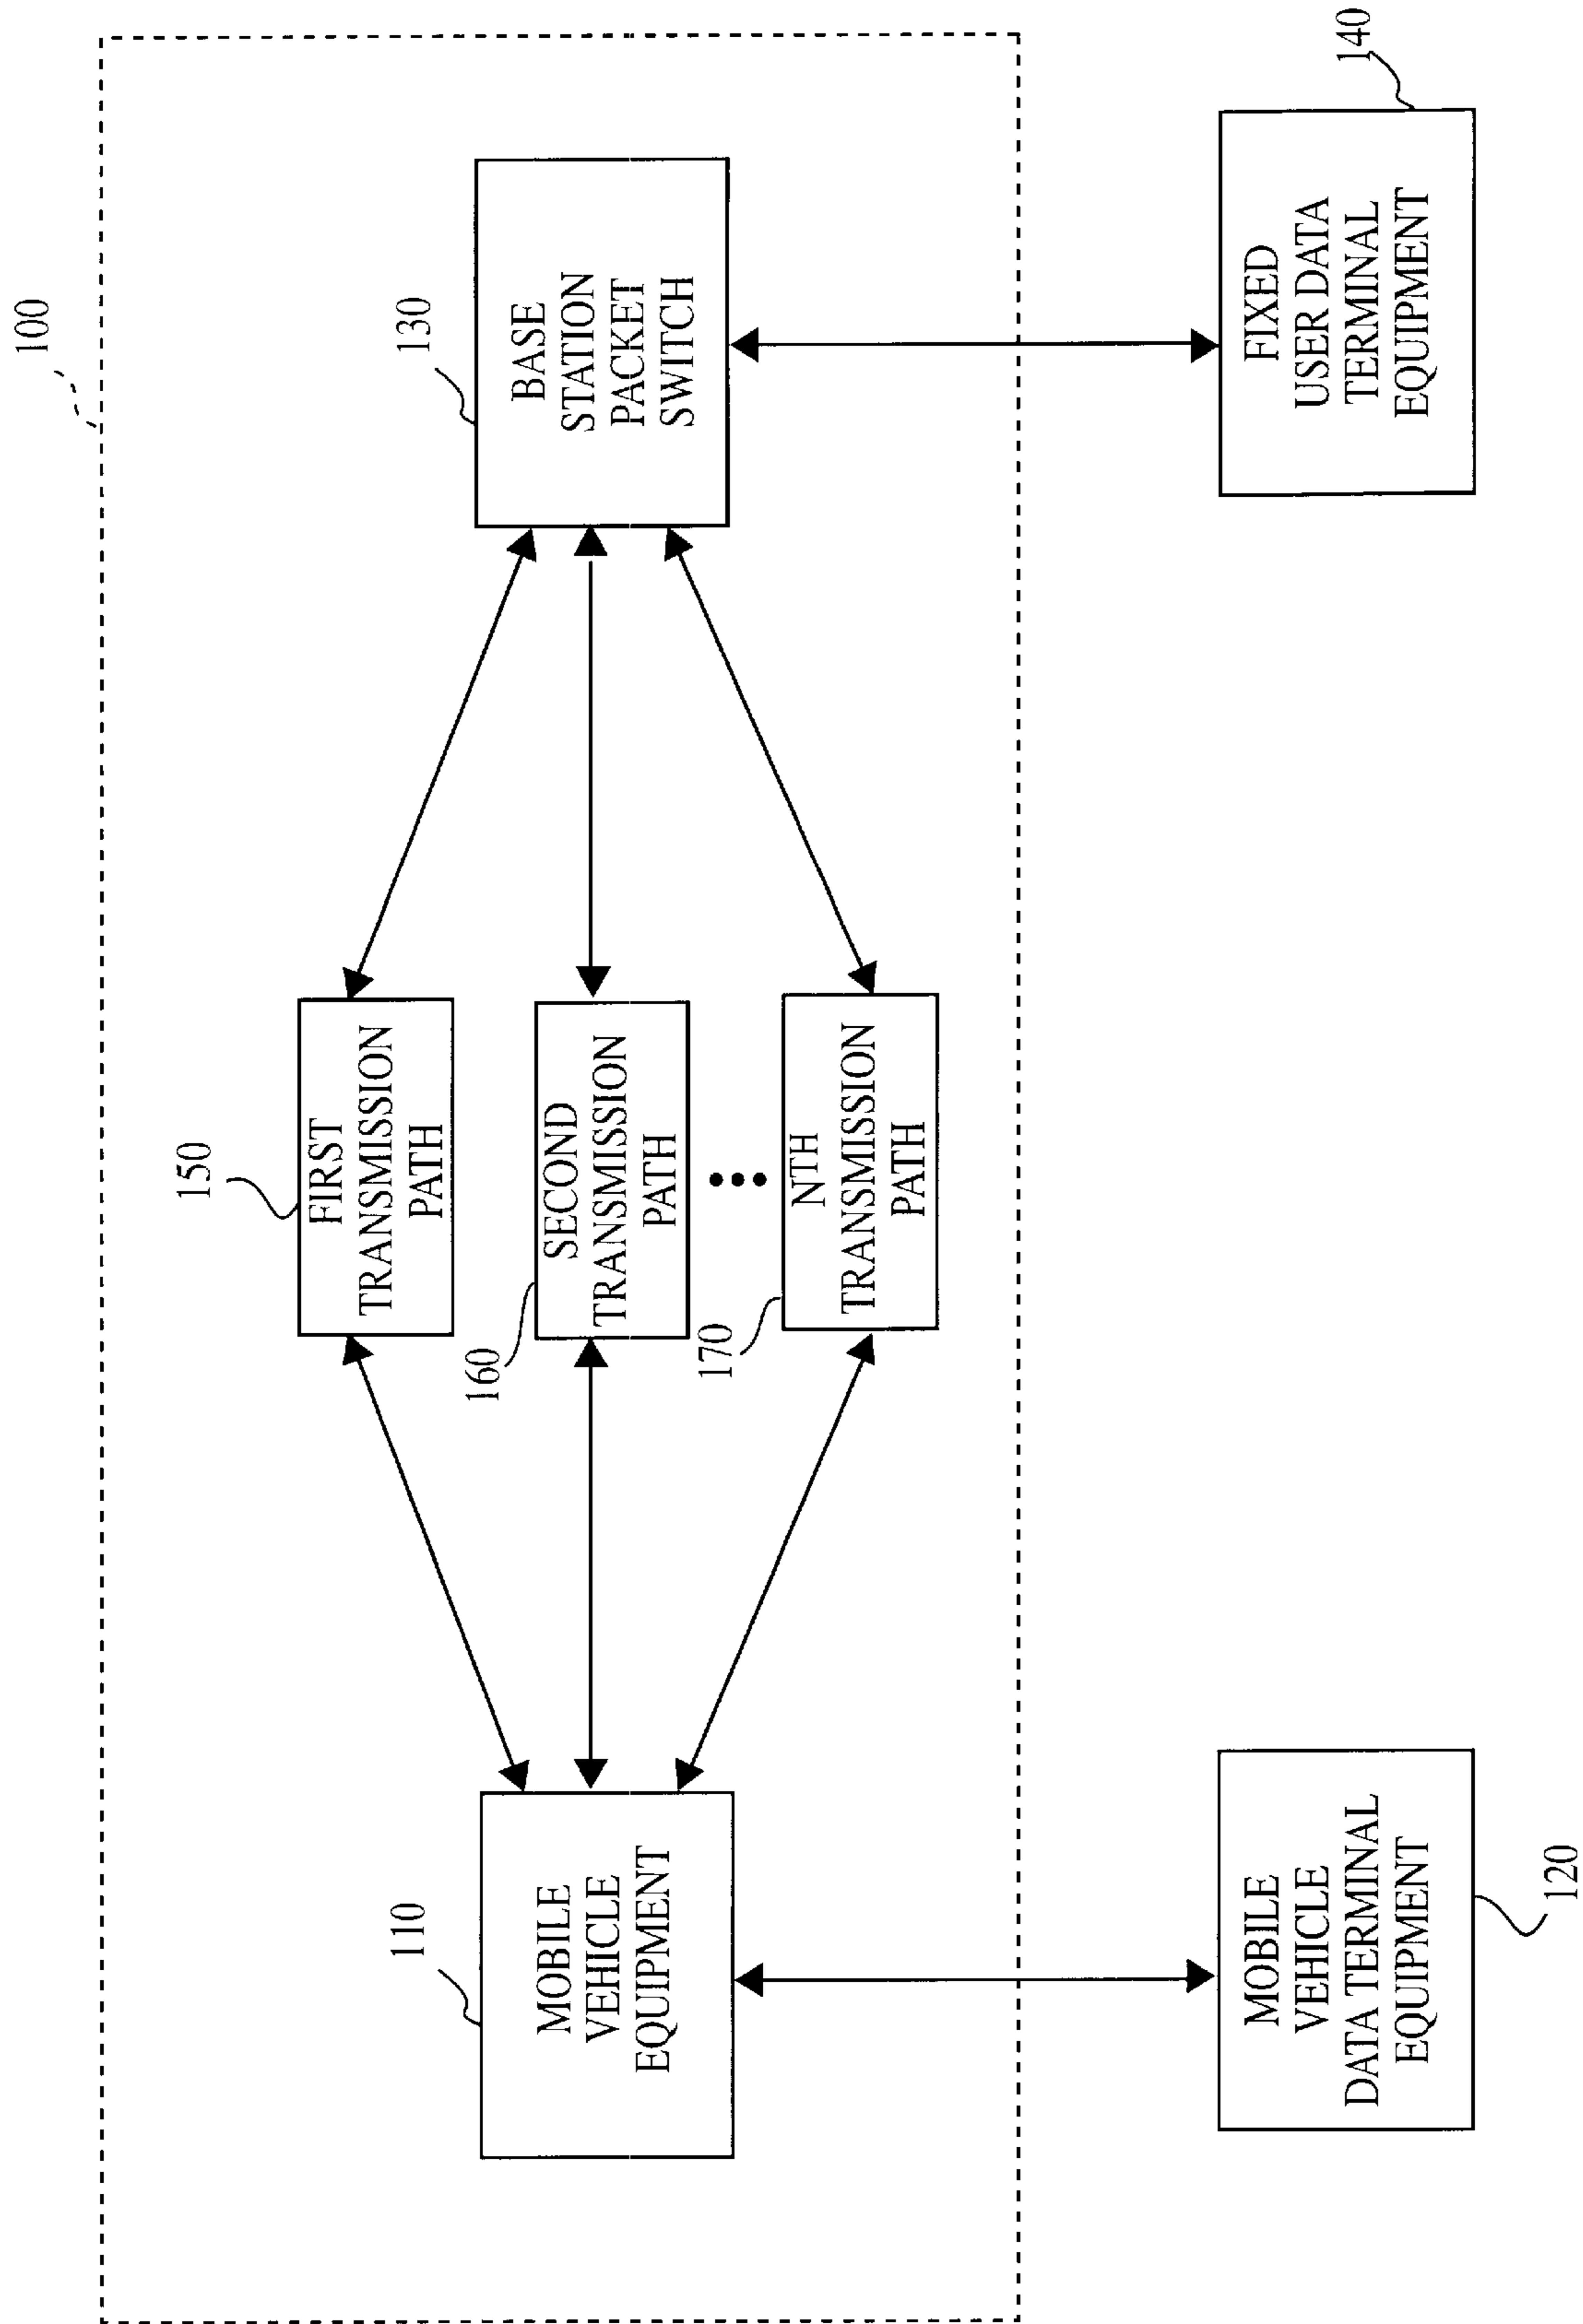 100
150
FIRST
TRANSMISSION
PATH
110
MOBILE
VEHICLE
EQUIPMENT
160
SECOND
TRANSMISSION
PATH
130
BASE
STATION
PACKET
SWITCH
170
NTH
TRANSMISSION
PATH
MOBILE
VEHICLE
DATA TERMINAL
EQUIPMENT
120
FIXED
USER DATA
TERMINAL
EQUIPMENT
140